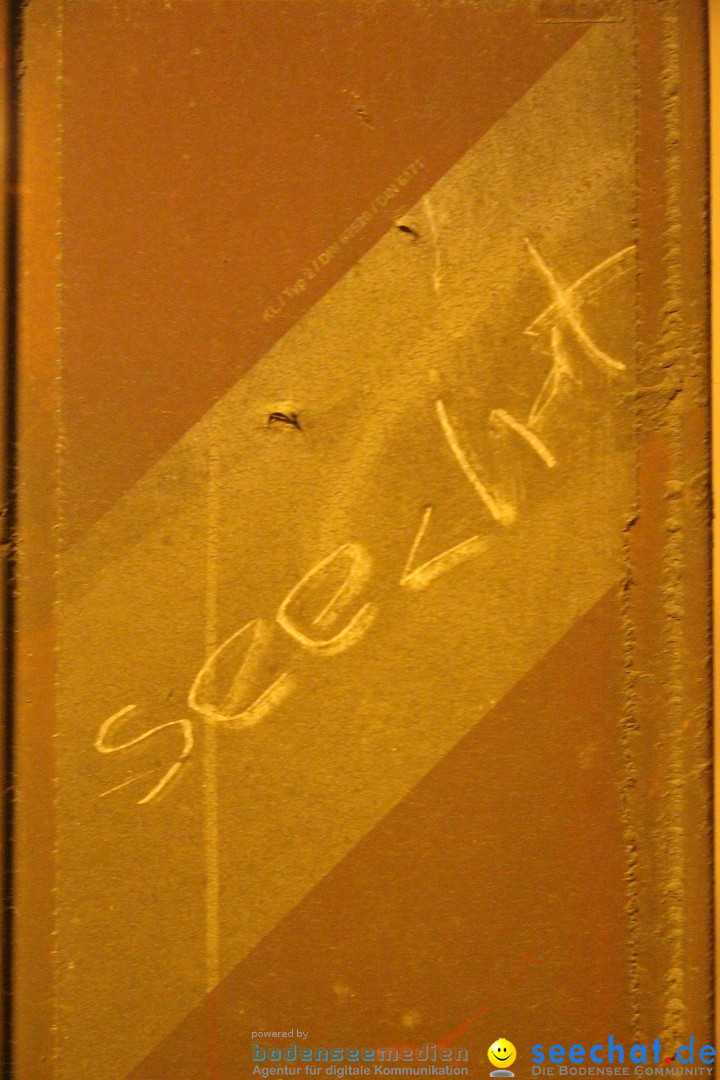 seechat
powered by
bodenseemedien
Agentur für digitale Kommunikation
seechat.de
Die Bodensee Community